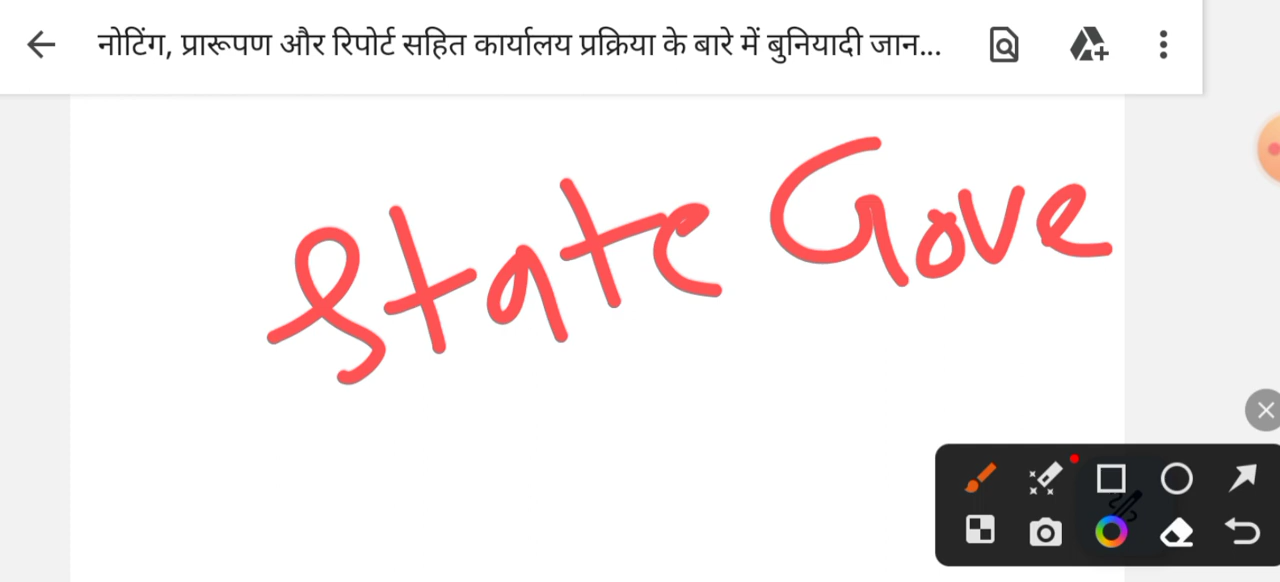 नोटिंग, प्रारूपण और रिपोर्ट सहित कार्यालय प्रक्रिया के बारे में बुनियादी जान...
State Gove